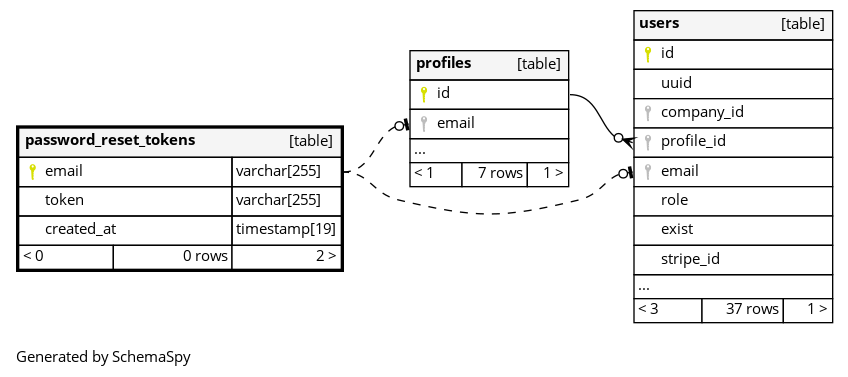 users [table]
id
uuid
company_id
profile_id
email
role
exist
stripe_id
...
< 3 37 rows 1 >
profiles [table]
id
email
...
< 1 7 rows 1 >
password_reset_tokens [table]
email varchar[255]
token varchar[255]
created_at timestamp[19]
< 0 0 rows 2 >
Generated by SchemaSpy